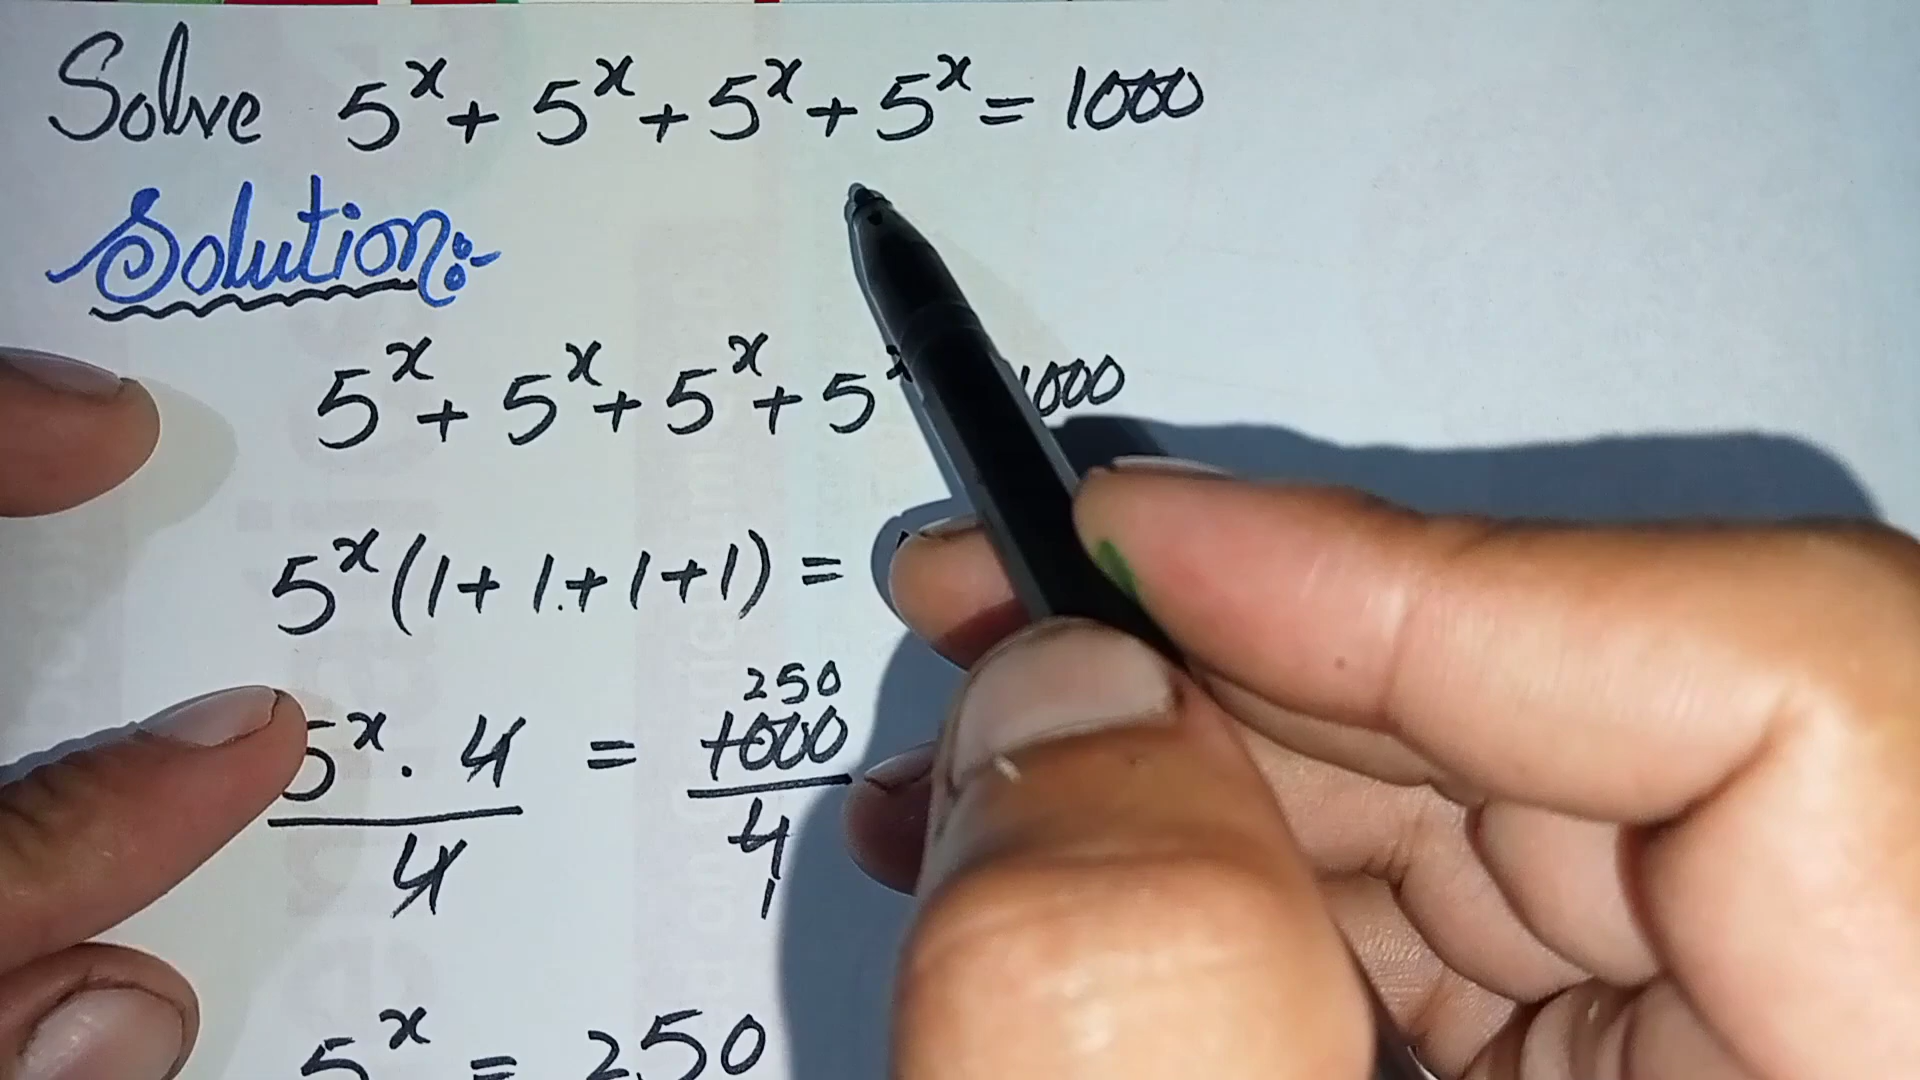 Solve 5^x + 5^x + 5^x + 5^x = 1000
Solution:-
5^x + 5^x + 5^x + 5^x 1000
5^x (1 + 1 + 1 + 1) =
250
5^x . 4 = 1000
4 4
1
5^x = 250